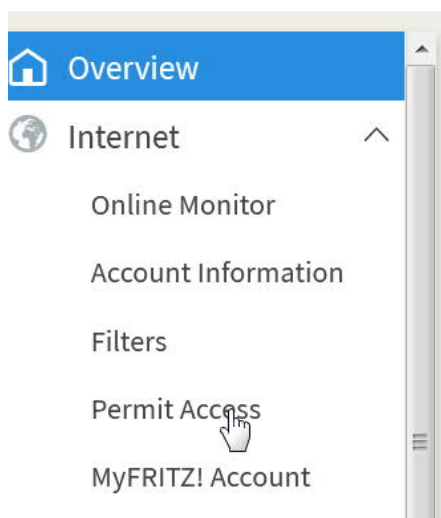 Overview
Internet
Online Monitor
Account Information
Filters
Permit Access
MyFRITZ! Account